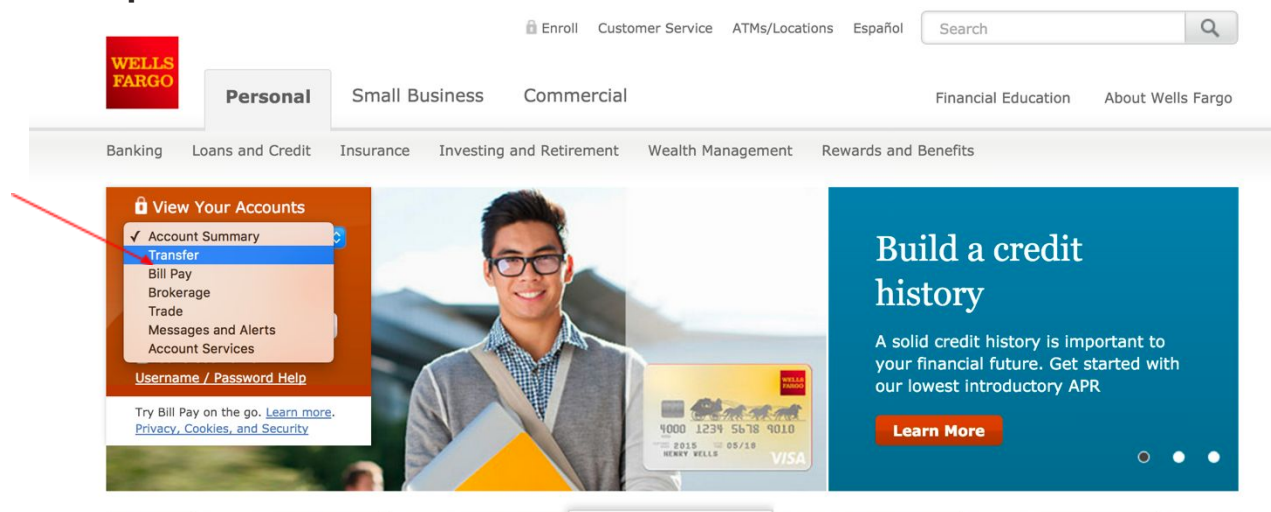 Enroll Customer Service ATMs/Locations Español Search
WELLS
FARGO
Personal Small Business Commercial Financial Education About Wells Fargo
Banking Loans and Credit Insurance Investing and Retirement Wealth Management Rewards and Benefits
View Your Accounts
✓ Account Summary
Transfer
Bill Pay
Brokerage
Trade
Messages and Alerts
Account Services
Username / Password Help
Try Bill Pay on the go. Learn more.
Privacy, Cookies, and Security
WELLS
FARGO
4000 1234 5678 9010
2015 05/18
HENRY WELLS
VISA
Build a credit
history
A solid credit history is important to
your financial future. Get started with
our lowest introductory APR
Learn More